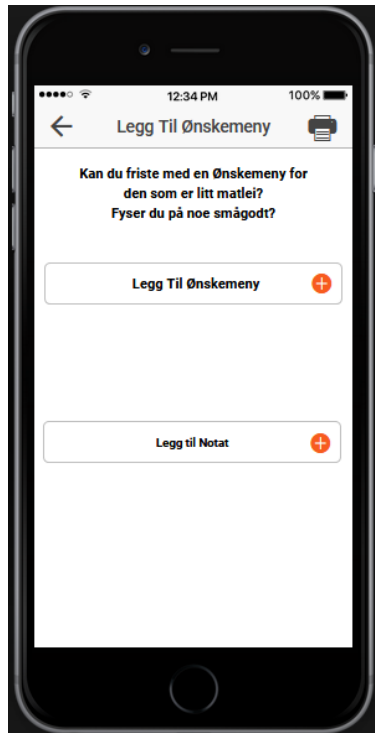 12:34 PM 100%
Legg Til Ønskemeny
Kan du friste med en Ønskemeny for
den som er litt matlei?
Fyser du på noe smågodt?
Legg Til Ønskemeny
Legg til Notat